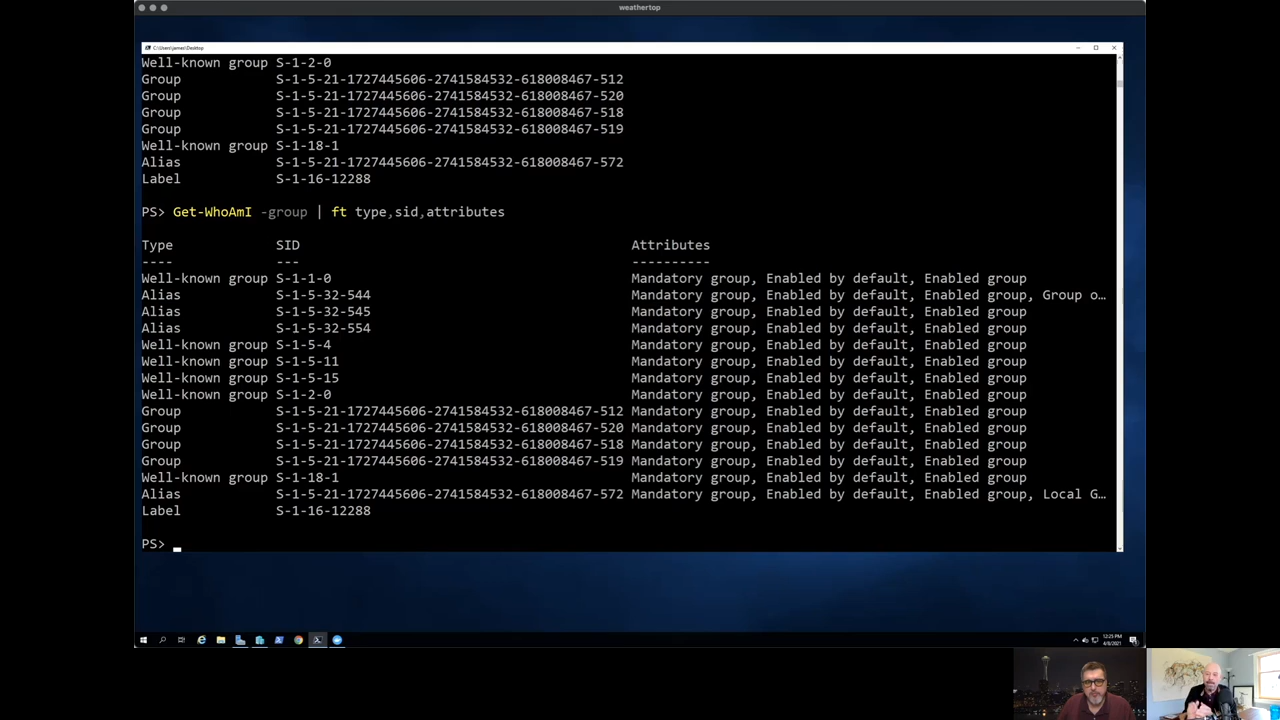 weathertop
C:\Users\james\Desktop
Well-known group S-1-2-0
Group S-1-5-21-1727445606-2741584532-618008467-512
Group S-1-5-21-1727445606-2741584532-618008467-520
Group S-1-5-21-1727445606-2741584532-618008467-518
Group S-1-5-21-1727445606-2741584532-618008467-519
Well-known group S-1-18-1
Alias S-1-5-21-1727445606-2741584532-618008467-572
Label S-1-16-12288
PS> Get-WhoAmI -group | ft type,sid,attributes
Type SID Attributes
---- --- ----------
Well-known group S-1-1-0 Mandatory group, Enabled by default, Enabled group
Alias S-1-5-32-544 Mandatory group, Enabled by default, Enabled group, Group o…
Alias S-1-5-32-545 Mandatory group, Enabled by default, Enabled group
Alias S-1-5-32-554 Mandatory group, Enabled by default, Enabled group
Well-known group S-1-5-4 Mandatory group, Enabled by default, Enabled group
Well-known group S-1-5-11 Mandatory group, Enabled by default, Enabled group
Well-known group S-1-5-15 Mandatory group, Enabled by default, Enabled group
Well-known group S-1-2-0 Mandatory group, Enabled by default, Enabled group
Group S-1-5-21-1727445606-2741584532-618008467-512 Mandatory group, Enabled by default, Enabled group
Group S-1-5-21-1727445606-2741584532-618008467-520 Mandatory group, Enabled by default, Enabled group
Group S-1-5-21-1727445606-2741584532-618008467-518 Mandatory group, Enabled by default, Enabled group
Group S-1-5-21-1727445606-2741584532-618008467-519 Mandatory group, Enabled by default, Enabled group
Well-known group S-1-18-1 Mandatory group, Enabled by default, Enabled group
Alias S-1-5-21-1727445606-2741584532-618008467-572 Mandatory group, Enabled by default, Enabled group, Local G…
Label S-1-16-12288
PS>
12:25 PM
4/8/2021